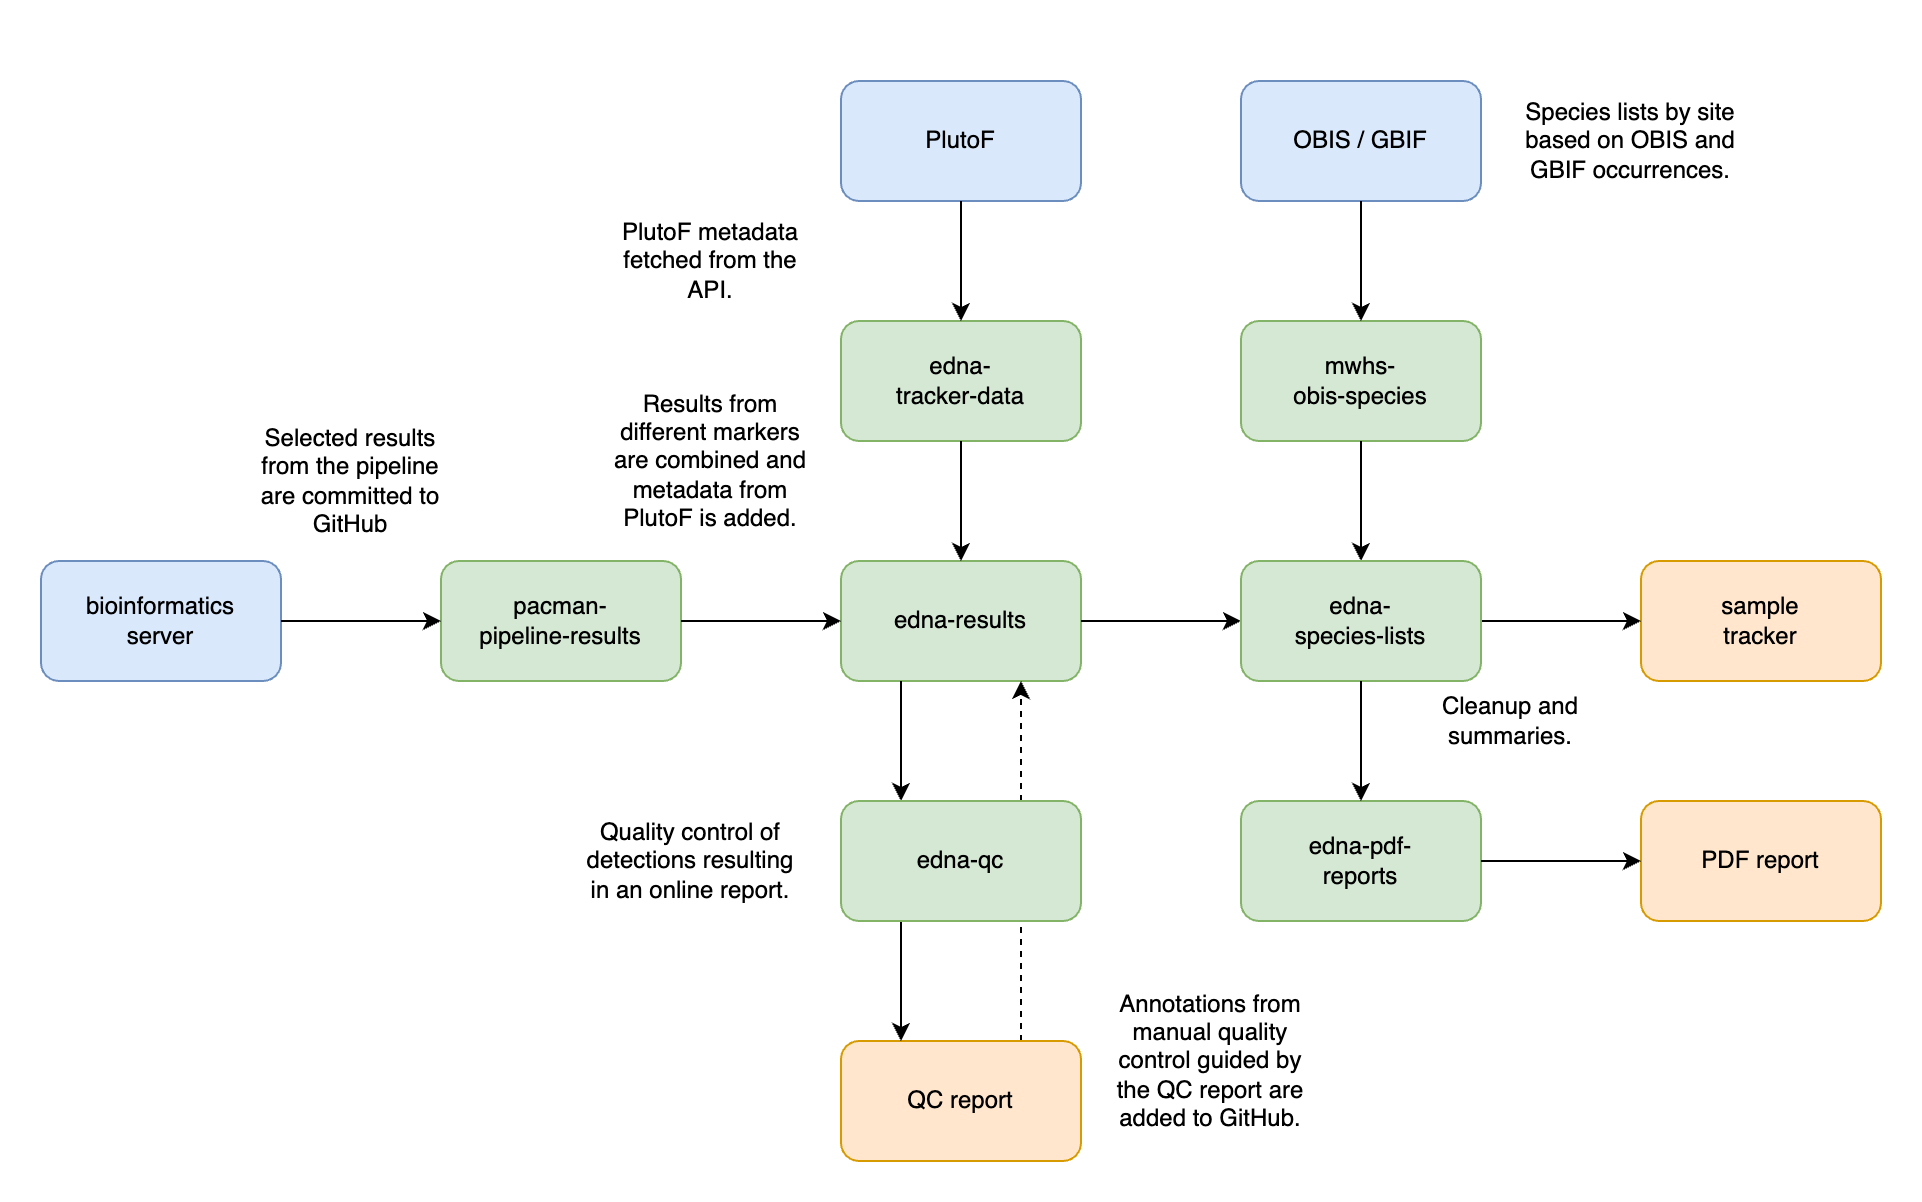 PlutoF
OBIS / GBIF
Species lists by site
based on OBIS and
GBIF occurrences.
PlutoF metadata
fetched from the
API.
edna-
tracker-data
mwhs-
obis-species
Results from
different markers
are combined and
metadata from
PlutoF is added.
Selected results
from the pipeline
are committed to
GitHub
bioinformatics
server
pacman-
pipeline-results
edna-results
edna-
species-lists
sample
tracker
Cleanup and
summaries.
Quality control of
detections resulting
in an online report.
edna-qc
edna-pdf-
reports
PDF report
QC report
Annotations from
manual quality
control guided by
the QC report are
added to GitHub.